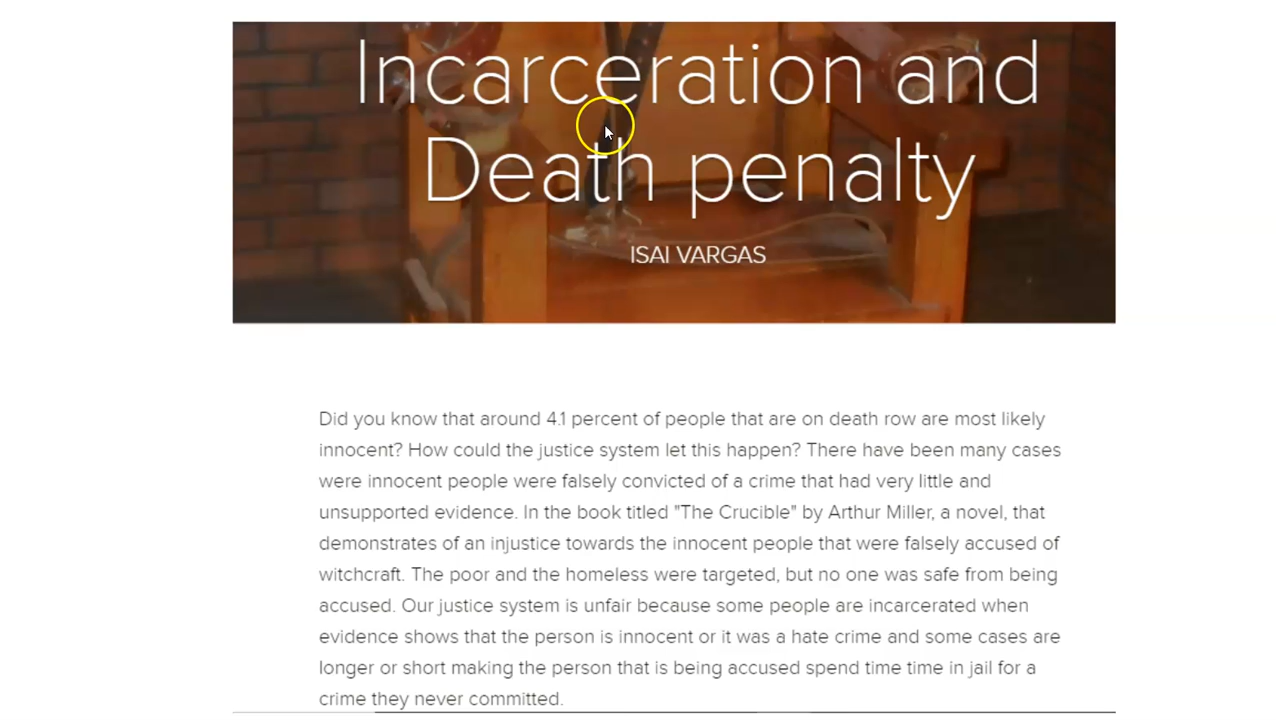 Incarceration and
Death penalty
ISAI VARGAS
Did you know that around 4.1 percent of people that are on death row are most likely
innocent? How could the justice system let this happen? There have been many cases
were innocent people were falsely convicted of a crime that had very little and
unsupported evidence. In the book titled "The Crucible" by Arthur Miller, a novel, that
demonstrates of an injustice towards the innocent people that were falsely accused of
witchcraft. The poor and the homeless were targeted, but no one was safe from being
accused. Our justice system is unfair because some people are incarcerated when
evidence shows that the person is innocent or it was a hate crime and some cases are
longer or short making the person that is being accused spend time time in jail for a
crime they never committed.